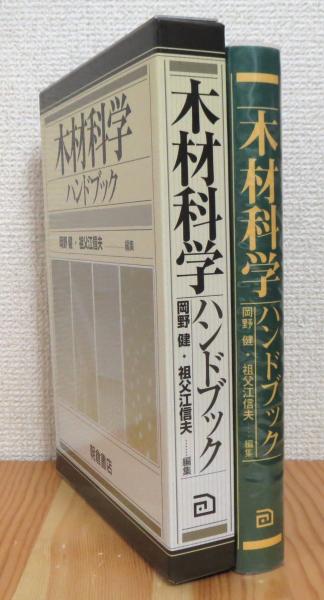 木材科学
ハンドブック
岡野 健・祖父江信夫 編集
朝倉書店
木材科学ハンドブック
岡野 健・祖父江信夫……編集
木材科学ハンドブック
岡野 健・祖父江信夫……編集